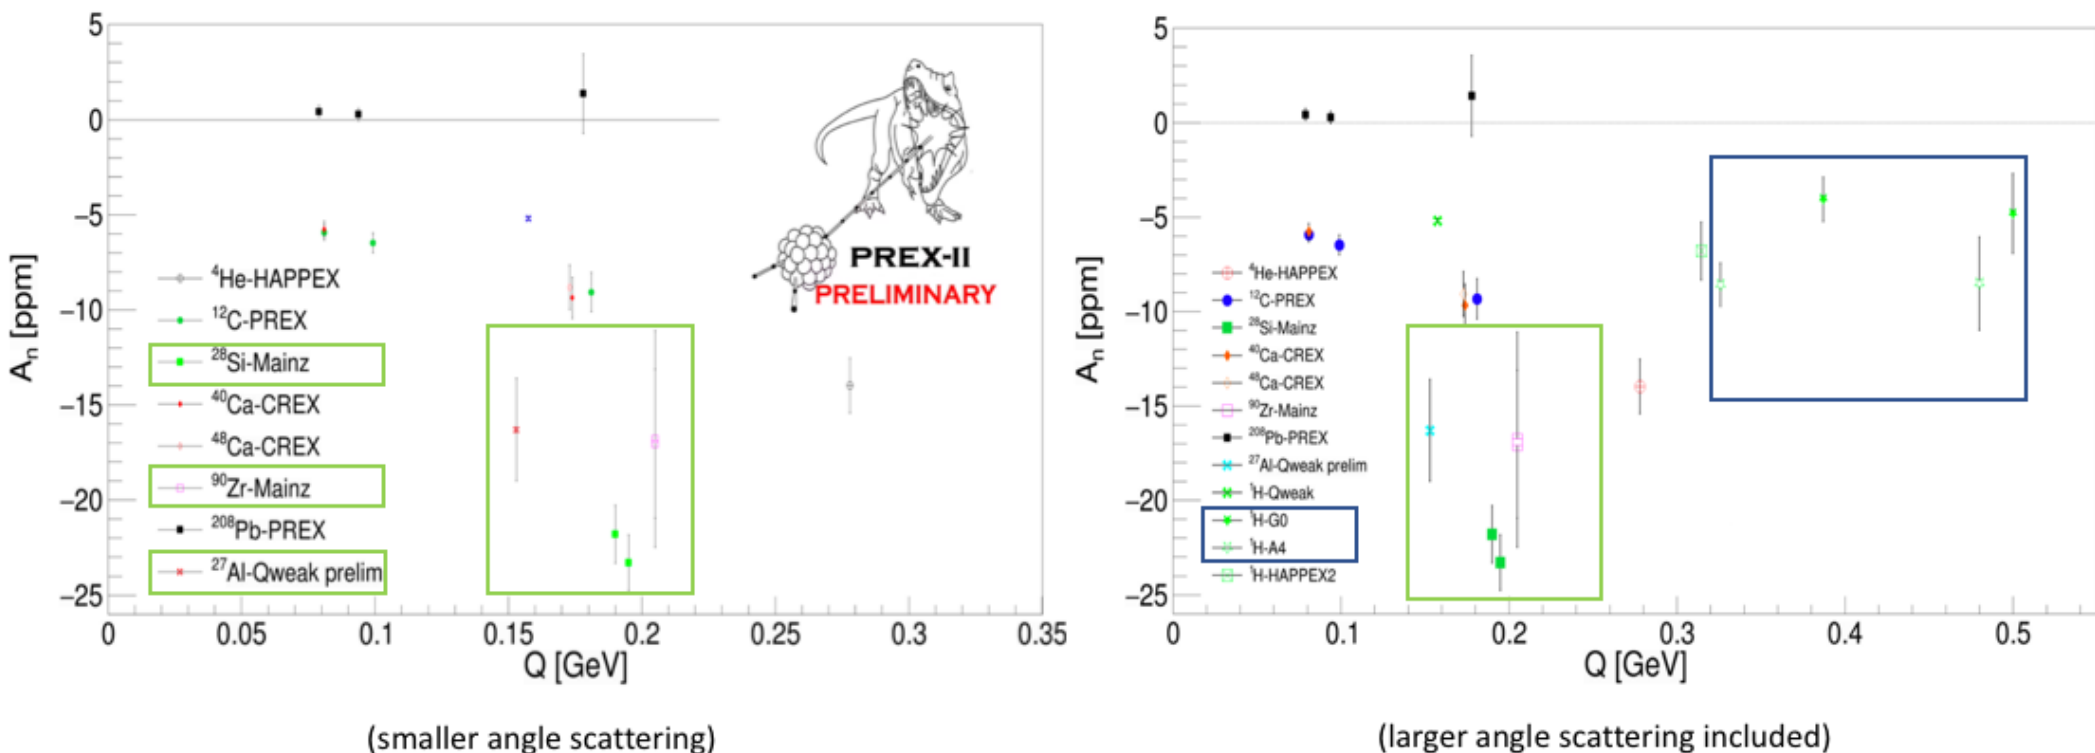 5
0
−5
−10
−15
−20
−25
A_n [ppm]
⁴He-HAPPEX
¹²C-PREX
²⁸Si-Mainz
⁴⁰Ca-CREX
⁴⁸Ca-CREX
⁹⁰Zr-Mainz
²⁰⁸Pb-PREX
²⁷Al-Qweak prelim
PREX-II
PRELIMINARY
0 0.05 0.1 0.15 0.2 0.25 0.3 0.35
Q [GeV]
(smaller angle scattering)
5
0
−5
−10
−15
−20
−25
A_n [ppm]
⁴He-HAPPEX
¹²C-PREX
²⁸Si-Mainz
⁴⁰Ca-CREX
⁴⁸Ca-CREX
⁹⁰Zr-Mainz
²⁰⁸Pb-PREX
²⁷Al-Qweak prelim
¹H-Qweak
¹H-G0
¹H-A4
¹H-HAPPEX2
0 0.1 0.2 0.3 0.4 0.5
Q [GeV]
(larger angle scattering included)